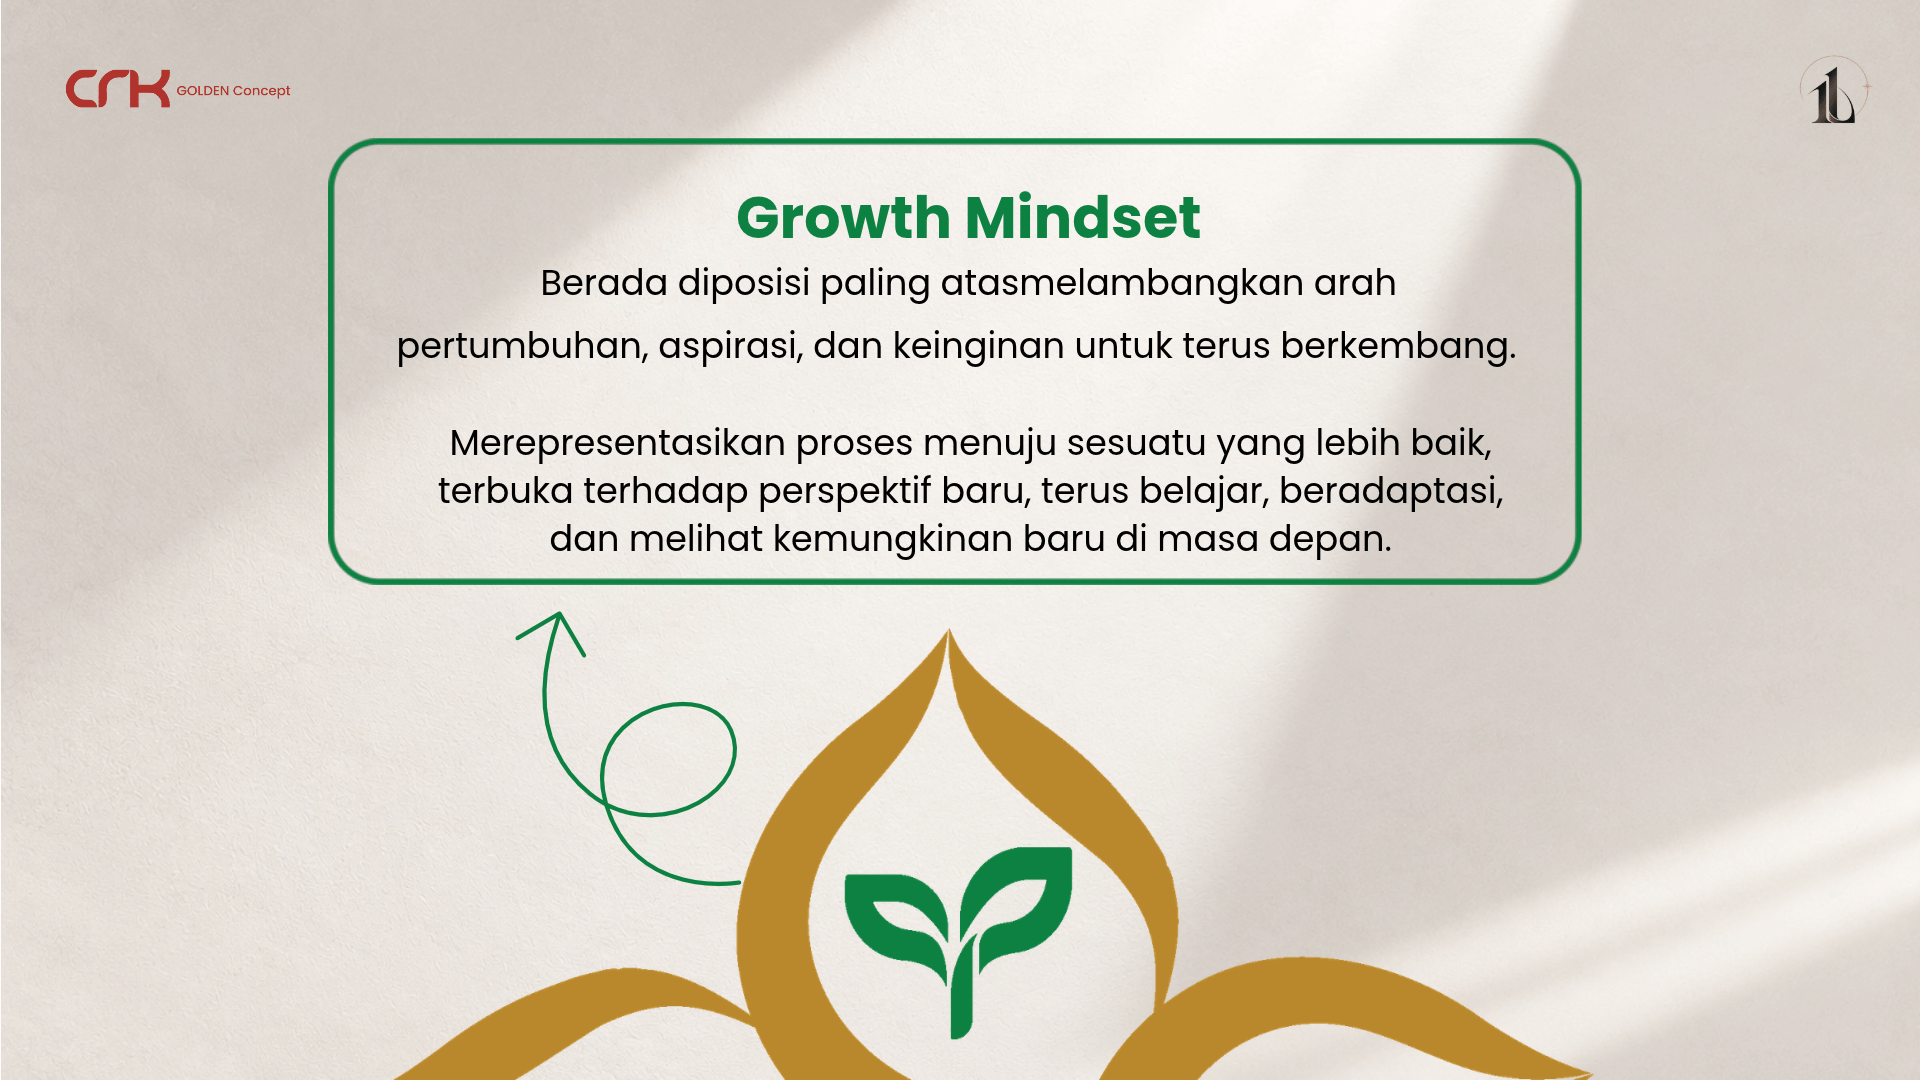 crk GOLDEN Concept
Growth Mindset
Berada diposisi paling atasmelambangkan arah
pertumbuhan, aspirasi, dan keinginan untuk terus berkembang.
Merepresentasikan proses menuju sesuatu yang lebih baik,
terbuka terhadap perspektif baru, terus belajar, beradaptasi,
dan melihat kemungkinan baru di masa depan.